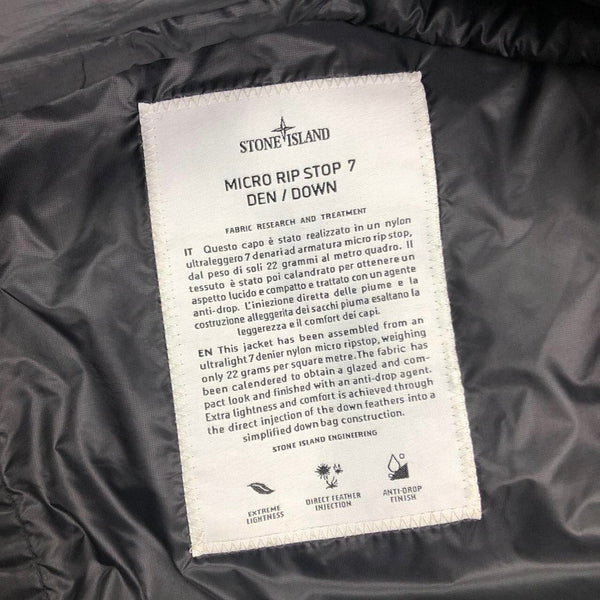 STONE ISLAND
MICRO RIP STOP 7
DEN / DOWN
FABRIC RESEARCH AND TREATMENT
IT Questo capo è stato realizzato in un nylon
ultraleggero 7 denari ad armatura micro rip stop,
dal peso di soli 22 grammi al metro quadro. Il
tessuto è stato poi calandrato per ottenere un
aspetto lucido e compatto e trattato con un agente
anti-drop. L'iniezione diretta delle piume e la
costruzione alleggerita dei sacchi piuma esaltano la
leggerezza e il comfort dei capi.
EN This jacket has been assembled from an
ultralight 7 denier nylon micro ripstop, weighing
only 22 grams per square metre. The fabric has
been calendered to obtain a glazed and com-
pact look and finished with an anti-drop agent.
Extra lightness and comfort is achieved through
the direct injection of the down feathers into a
simplified down bag construction.
STONE ISLAND ENGINEERING
EXTREME
LIGHTNESS
DIRECT FEATHER
INJECTION
ANTI-DROP
FINISH